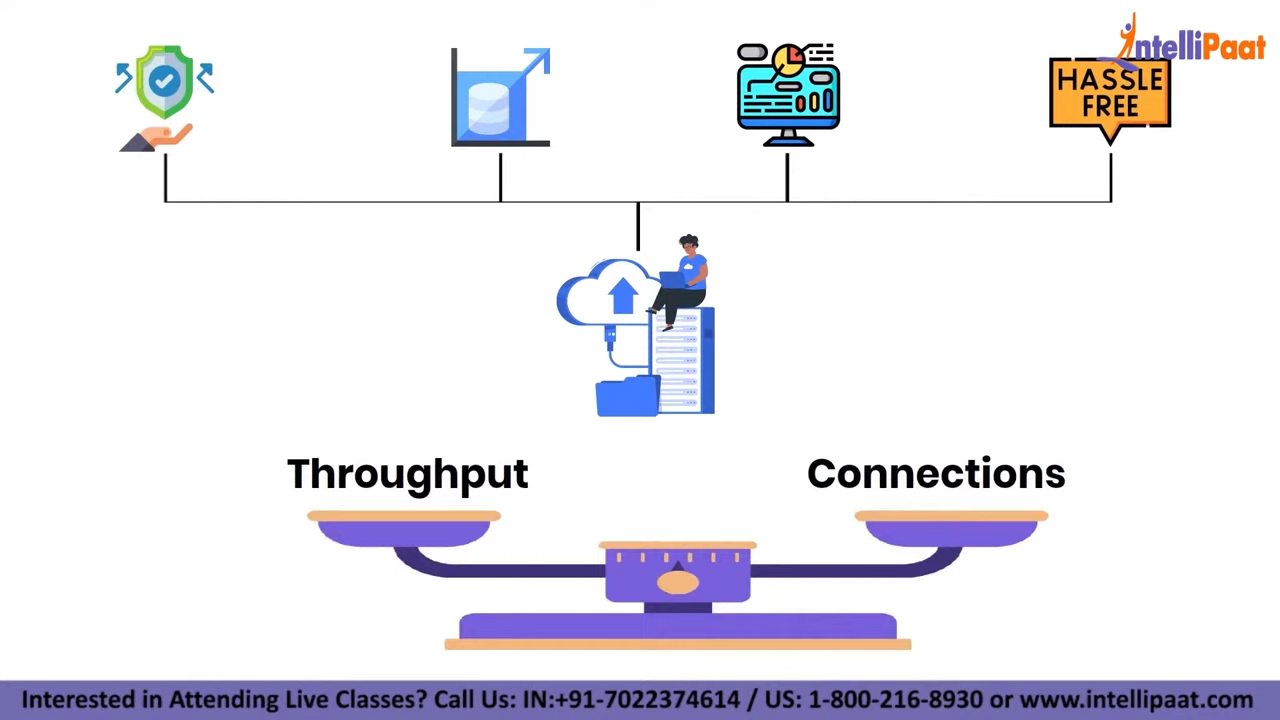 IntelliPaat
HASSLE
FREE
Throughput
Connections
Interested in Attending Live Classes? Call Us: IN:+91-7022374614 / US: 1-800-216-8930 or www.intellipaat.com